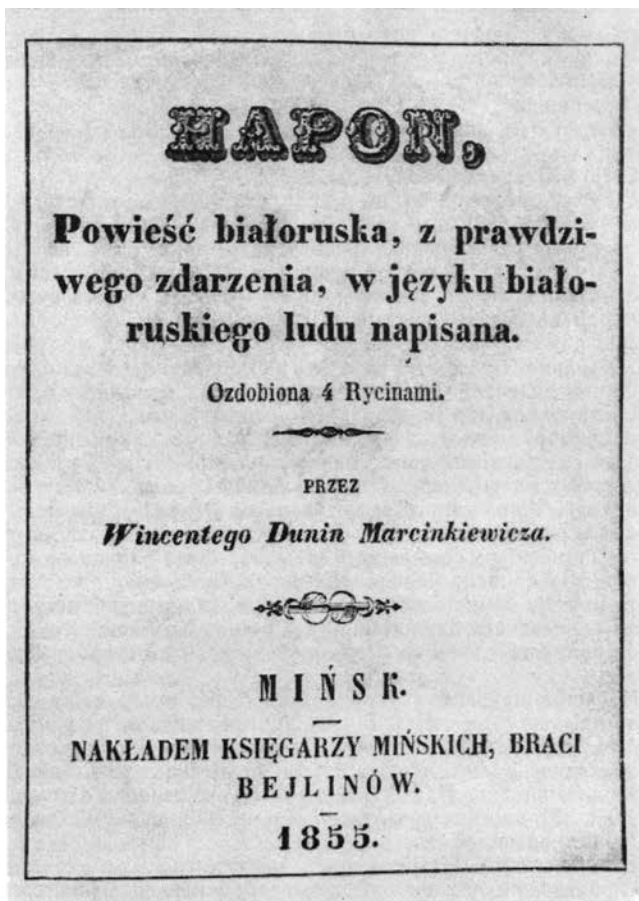 HAPON,
Powieść białoruska, z prawdzi-
wego zdarzenia, w języku biało-
ruskiego ludu napisana.
Ozdobiona 4 Rycinami.
PRZEZ
Wincentego Dunin Marcinkiewicza.
MIŃSK.
NAKŁADEM KSIĘGARZY MIŃSKICH, BRACI
BEJLINÓW.
1855.